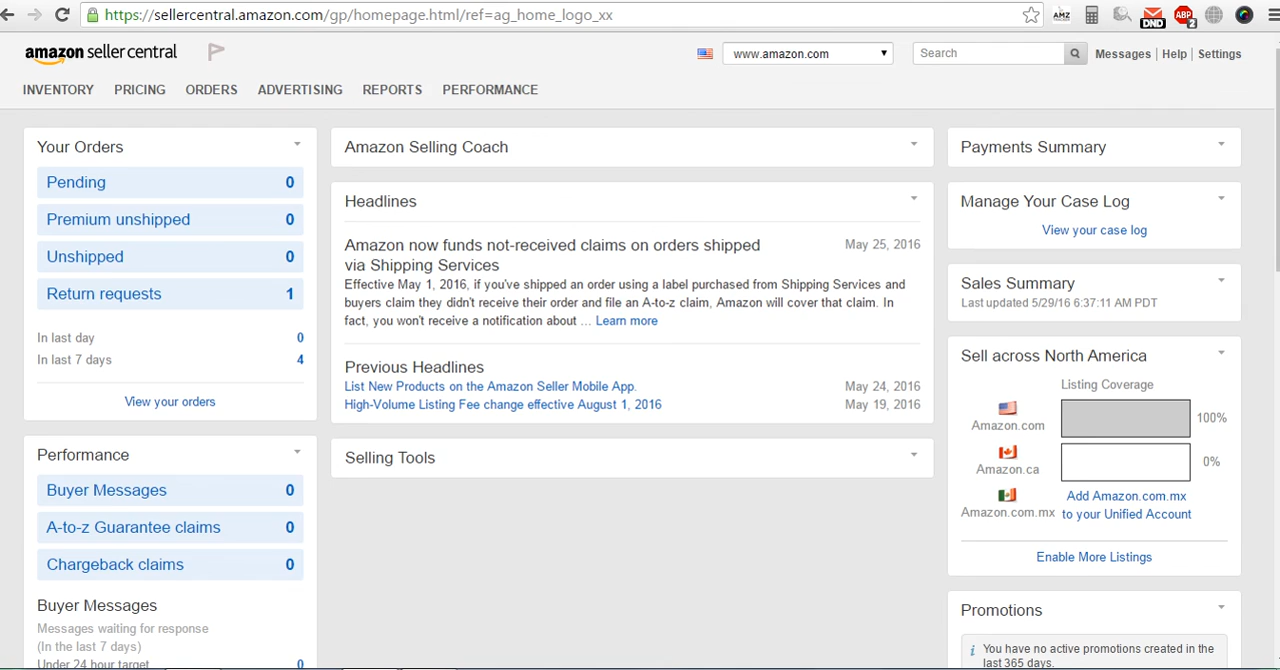 https://sellercentral.amazon.com/gp/homepage.html/ref=ag_home_logo_xx
AMZ
DND
ABP
2
amazon seller central
www.amazon.com
Search
Messages | Help | Settings
INVENTORY PRICING ORDERS ADVERTISING REPORTS PERFORMANCE
Your Orders
Pending 0
Premium unshipped 0
Unshipped 0
Return requests 1
In last day 0
In last 7 days 4
View your orders
Performance
Buyer Messages 0
A-to-z Guarantee claims 0
Chargeback claims 0
Buyer Messages
Messages waiting for response
(In the last 7 days)
Under 24 hour target 0
Amazon Selling Coach
Headlines
Amazon now funds not-received claims on orders shipped May 25, 2016
via Shipping Services
Effective May 1, 2016, if you've shipped an order using a label purchased from Shipping Services and
buyers claim they didn't receive their order and file an A-to-z claim, Amazon will cover that claim. In
fact, you won't receive a notification about ... Learn more
Previous Headlines
List New Products on the Amazon Seller Mobile App. May 24, 2016
High-Volume Listing Fee change effective August 1, 2016 May 19, 2016
Selling Tools
Payments Summary
Manage Your Case Log
View your case log
Sales Summary
Last updated 5/29/16 6:37:11 AM PDT
Sell across North America
Listing Coverage
Amazon.com 100%
Amazon.ca 0%
Amazon.com.mx
Add Amazon.com.mx
to your Unified Account
Enable More Listings
Promotions
i You have no active promotions created in the
last 365 days.